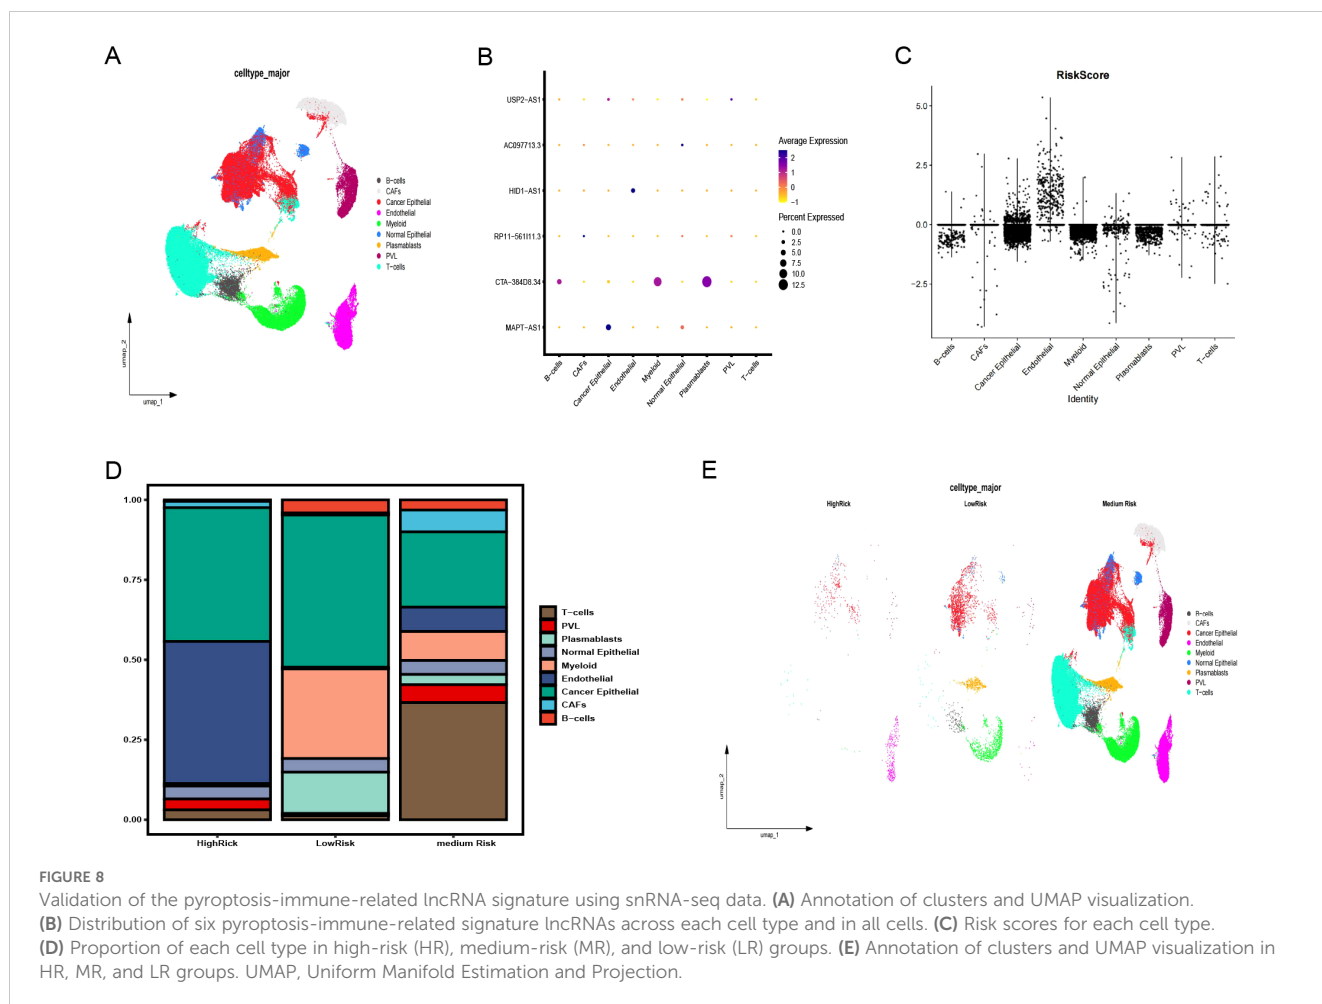 A
celltype_major
B-cells
CAFs
Cancer Epithelial
Endothelial
Myeloid
Normal Epithelial
Plasmablasts
PVL
T-cells
umap_2
umap_1
B
USP2-AS1
AC097713.3
HID1-AS1
RP11-561I11.3
CTA-384D8.34
MAPT-AS1
B-cells
CAFs
Cancer Epithelial
Endothelial
Myeloid
Normal Epithelial
Plasmablasts
PVL
T-cells
Average Expression
2
1
0
-1
Percent Expressed
0.0
2.5
5.0
7.5
10.0
12.5
C
RiskScore
5.0
2.5
0.0
-2.5
B-cells
CAFs
Cancer Epithelial
Endothelial
Myeloid
Normal Epithelial
Plasmablasts
PVL
T-cells
Identity
D
1.00
0.75
0.50
0.25
0.00
HighRick
LowRisk
medium Risk
T-cells
PVL
Plasmablasts
Normal Epithelial
Myeloid
Endothelial
Cancer Epithelial
CAFs
B-cells
E
celltype_major
HighRick
LowRisk
Medium Risk
B-cells
CAFs
Cancer Epithelial
Endothelial
Myeloid
Normal Epithelial
Plasmablasts
PVL
T-cells
umap_2
umap_1
FIGURE 8
Validation of the pyroptosis-immune-related lncRNA signature using snRNA-seq data. (A) Annotation of clusters and UMAP visualization.
(B) Distribution of six pyroptosis-immune-related signature lncRNAs across each cell type and in all cells. (C) Risk scores for each cell type.
(D) Proportion of each cell type in high-risk (HR), medium-risk (MR), and low-risk (LR) groups. (E) Annotation of clusters and UMAP visualization in
HR, MR, and LR groups. UMAP, Uniform Manifold Estimation and Projection.